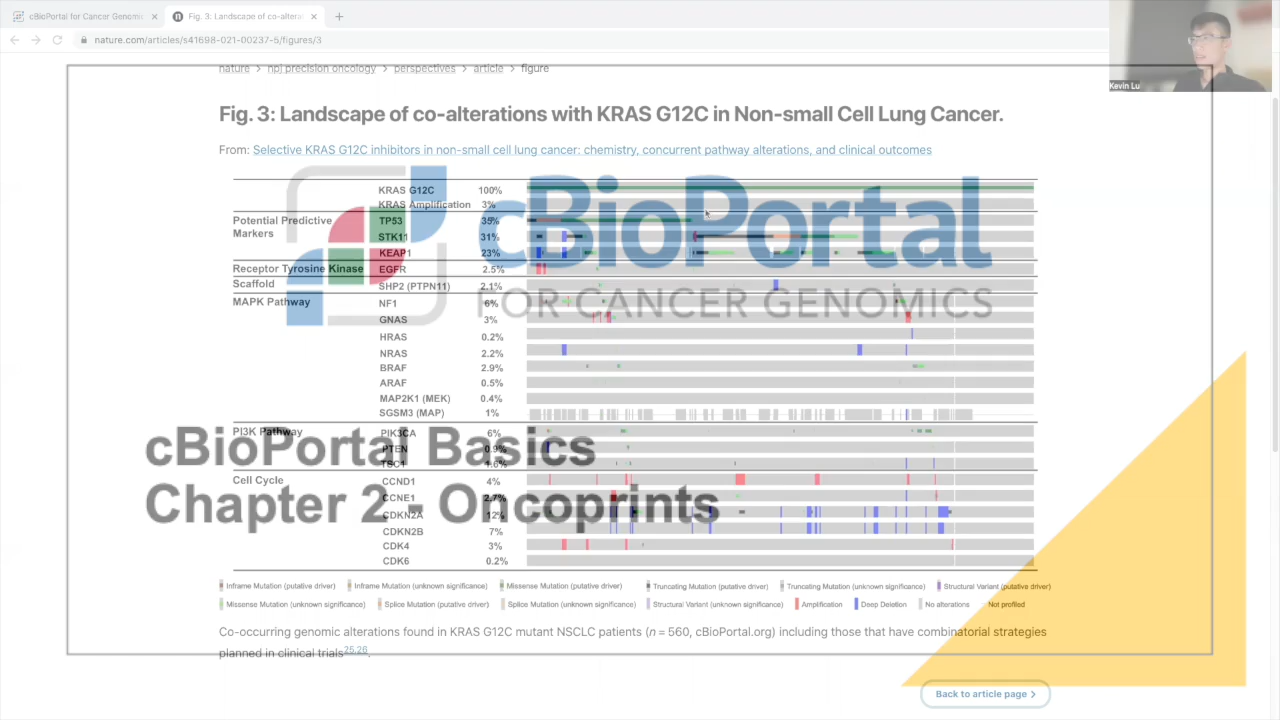 cBioPortal for Cancer Genomic
Fig. 3: Landscape of co-altera
nature.com/articles/s41698-021-00237-5/figures/3
Kevin Lu
nature > npj precision oncology > perspectives > article > figure
Fig. 3: Landscape of co-alterations with KRAS G12C in Non-small Cell Lung Cancer.
From: Selective KRAS G12C inhibitors in non-small cell lung cancer: chemistry, concurrent pathway alterations, and clinical outcomes
cBioPortal
FOR CANCER GENOMICS
cBioPortal Basics
Chapter 2 - Oncoprints
KRAS G12C 100%
KRAS Amplification 3%
Potential Predictive
Markers
TP53 35%
STK11 31%
KEAP1 23%
Receptor Tyrosine Kinase EGFR 2.5%
Scaffold SHP2 (PTPN11) 2.1%
MAPK Pathway NF1 6%
GNAS 3%
HRAS 0.2%
NRAS 2.2%
BRAF 2.9%
ARAF 0.5%
MAP2K1 (MEK) 0.4%
SGSM3 (MAP) 1%
PI3K Pathway PIK3CA 6%
PTEN 0.9%
TSC1
Cell Cycle CCND1 4%
CCNE1 2.7%
CDKN2A 12%
CDKN2B 7%
CDK4 3%
CDK6 0.2%
Inframe Mutation (putative driver) Inframe Mutation (unknown significance) Missense Mutation (putative driver) Truncating Mutation (putative driver) Truncating Mutation (unknown significance) Structural Variant (putative driver)
Missense Mutation (unknown significance) Splice Mutation (putative driver) Splice Mutation (unknown significance) Structural Variant (unknown significance) Amplification Deep Deletion No alterations Not profiled
Co-occurring genomic alterations found in KRAS G12C mutant NSCLC patients (n = 560, cBioPortal.org) including those that have combinatorial strategies
planned in clinical trials25,26.
Back to article page >